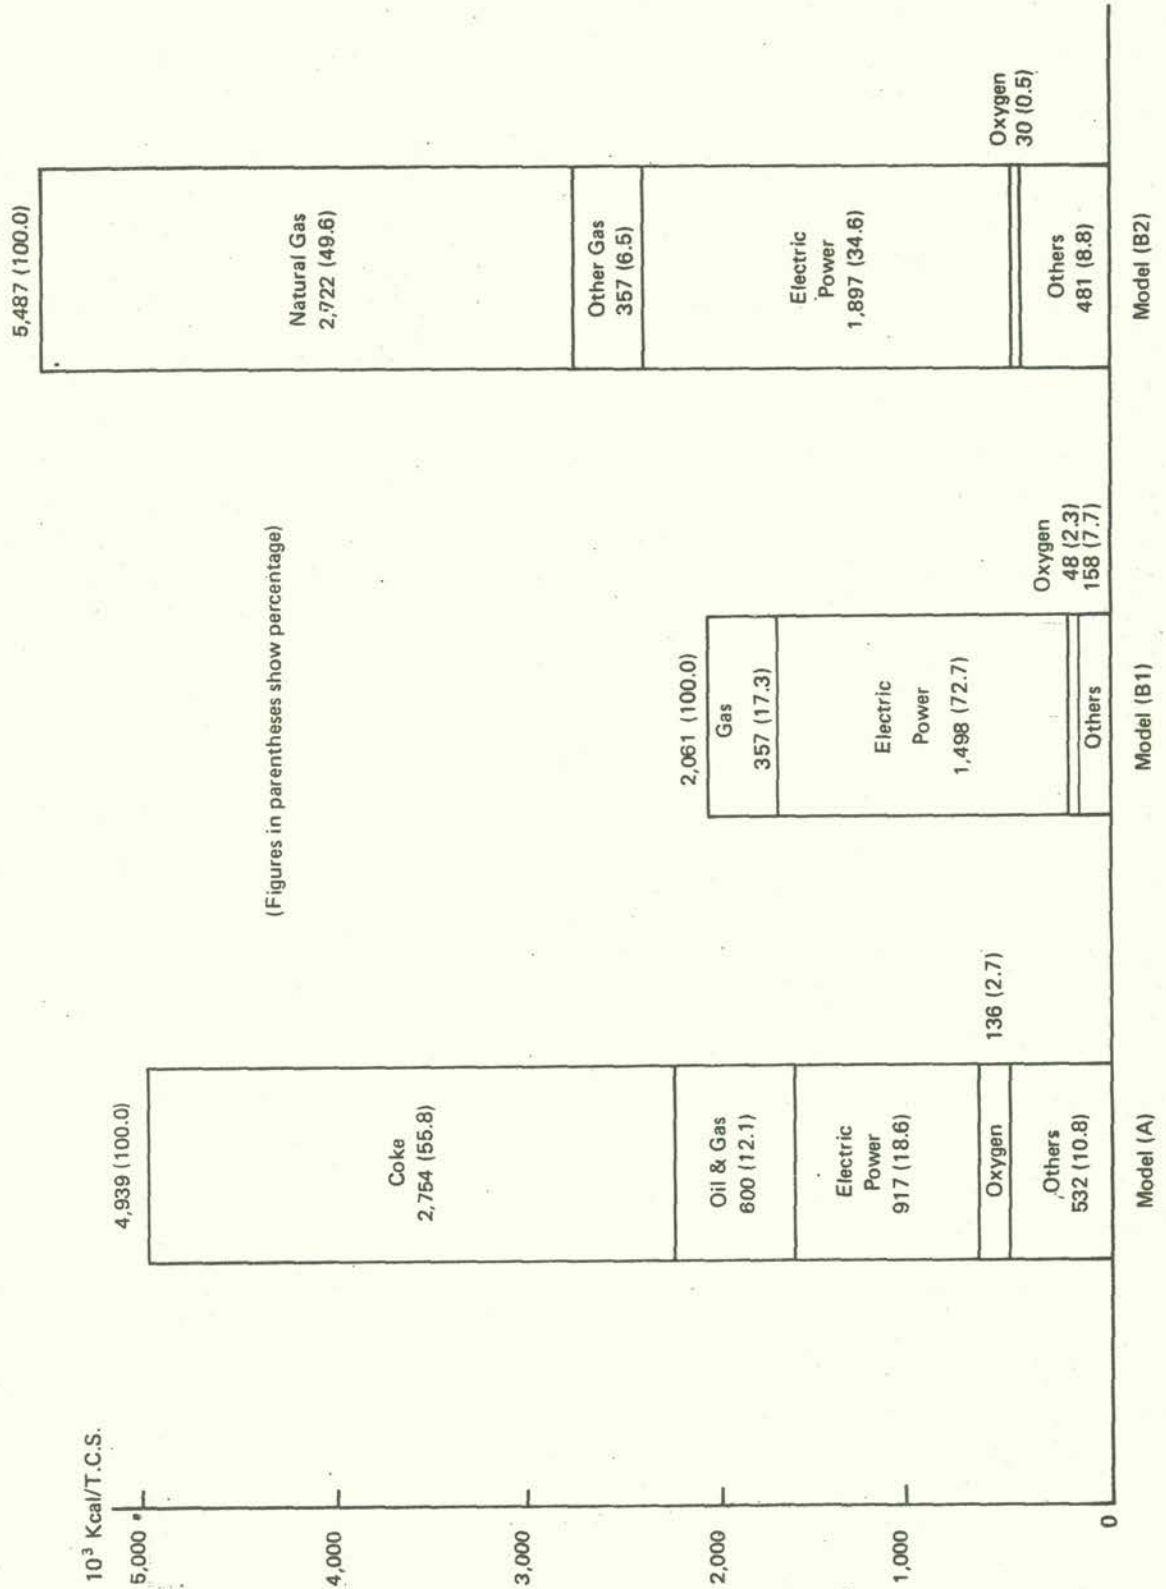 10³ Kcal/T.C.S.
5,000
4,000
3,000
2,000
1,000
0
(Figures in parentheses show percentage)
4,939 (100.0)
Coke
2,754 (55.8)
Oil & Gas
600 (12.1)
Electric
Power
917 (18.6)
Oxygen
136 (2.7)
Others
532 (10.8)
Model (A)
2,061 (100.0)
Gas
357 (17.3)
Electric
Power
1,498 (72.7)
Oxygen
48 (2.3)
158 (7.7)
Others
Model (B1)
5,487 (100.0)
Natural Gas
2,722 (49.6)
Other Gas
357 (6.5)
Electric
Power
1,897 (34.6)
Oxygen
30 (0.5)
Others
481 (8.8)
Model (B2)